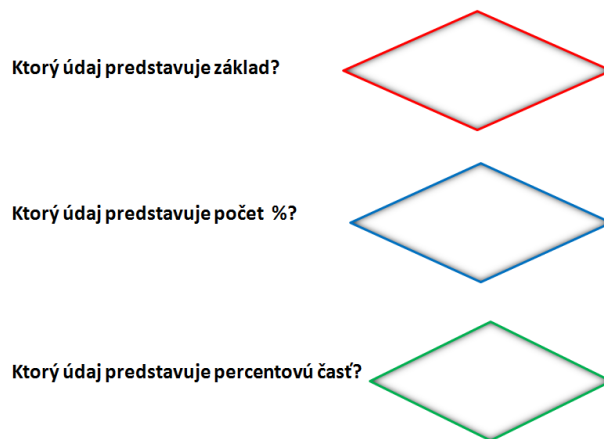 Ktorý údaj predstavuje základ?
Ktorý údaj predstavuje počet %?
Ktorý údaj predstavuje percentovú časť?